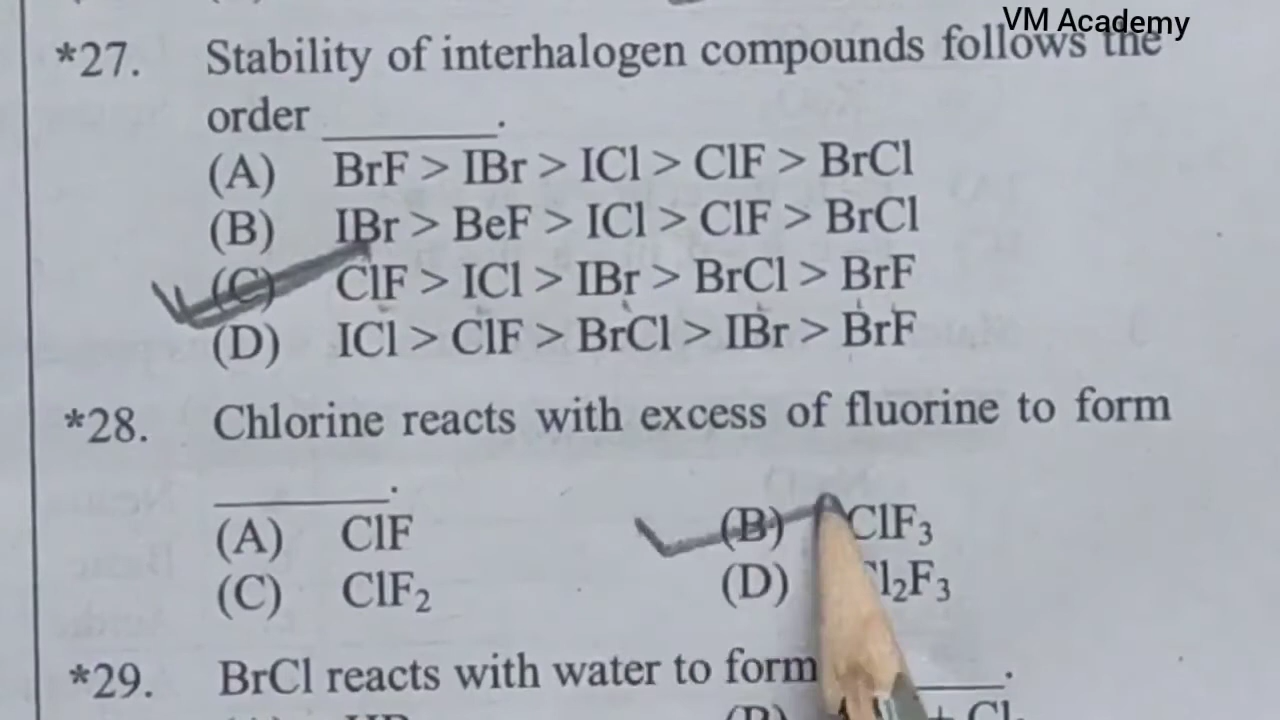 VM Academy
*27. Stability of interhalogen compounds follows the
order ________.
(A) BrF > IBr > ICl > ClF > BrCl
(B) IBr > BeF > ICl > ClF > BrCl
(C) ClF > ICl > IBr > BrCl > BrF
(D) ICl > ClF > BrCl > IBr > BrF
*28. Chlorine reacts with excess of fluorine to form
________.
(A) ClF (B) ClF₃
(C) ClF₂ (D) Cl₂F₃
*29. BrCl reacts with water to form ________.